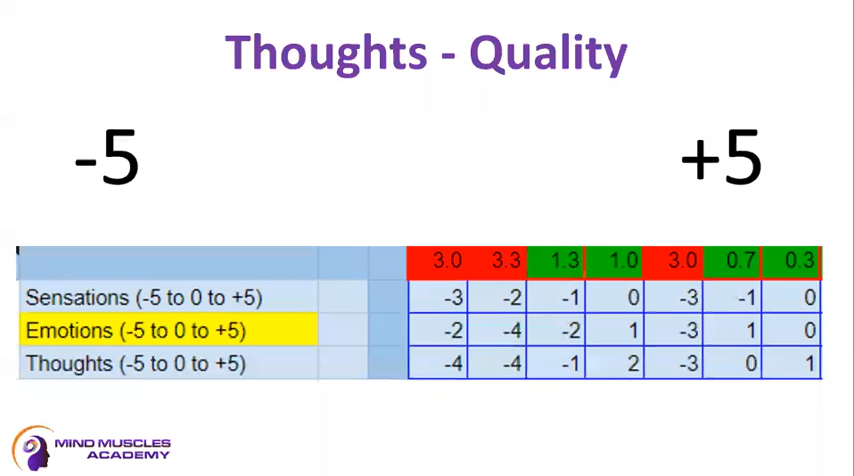 Thoughts - Quality
-5 +5
3.0 3.3 1.3 1.0 3.0 0.7 0.3
Sensations (-5 to 0 to +5) -3 -2 -1 0 -3 -1 0
Emotions (-5 to 0 to +5) -2 -4 -2 1 -3 1 0
Thoughts (-5 to 0 to +5) -4 -4 -1 2 -3 0 1
MIND MUSCLES
ACADEMY